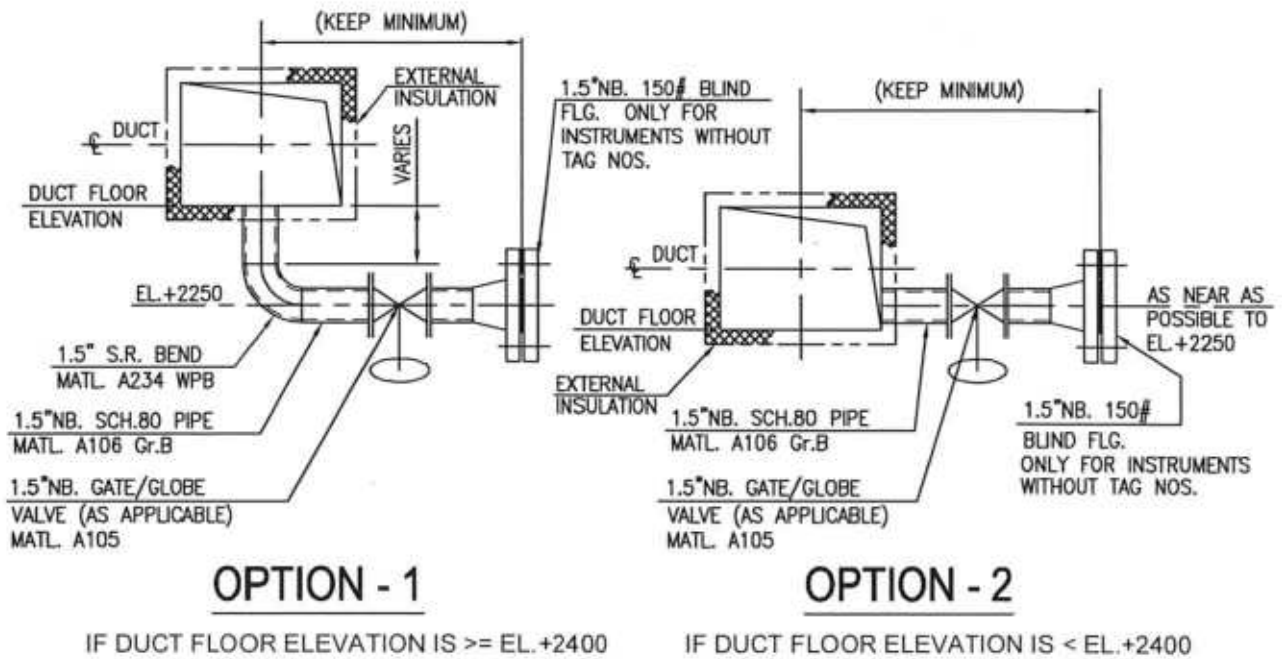 (KEEP MINIMUM)
EXTERNAL
INSULATION
℄ DUCT
VARIES
1.5"NB. 150# BLIND
FLG. ONLY FOR
INSTRUMENTS WITHOUT
TAG NOS.
DUCT FLOOR
ELEVATION
EL.+2250
1.5" S.R. BEND
MATL. A234 WPB
1.5"NB. SCH.80 PIPE
MATL. A106 Gr.B
1.5"NB. GATE/GLOBE
VALVE (AS APPLICABLE)
MATL. A105
OPTION - 1
IF DUCT FLOOR ELEVATION IS >= EL.+2400
(KEEP MINIMUM)
℄ DUCT
DUCT FLOOR
ELEVATION
EXTERNAL
INSULATION
AS NEAR AS
POSSIBLE TO
EL.+2250
1.5"NB. SCH.80 PIPE
MATL. A106 Gr.B
1.5"NB. 150#
BLIND FLG.
ONLY FOR INSTRUMENTS
WITHOUT TAG NOS.
1.5"NB. GATE/GLOBE
VALVE (AS APPLICABLE)
MATL. A105
OPTION - 2
IF DUCT FLOOR ELEVATION IS < EL.+2400